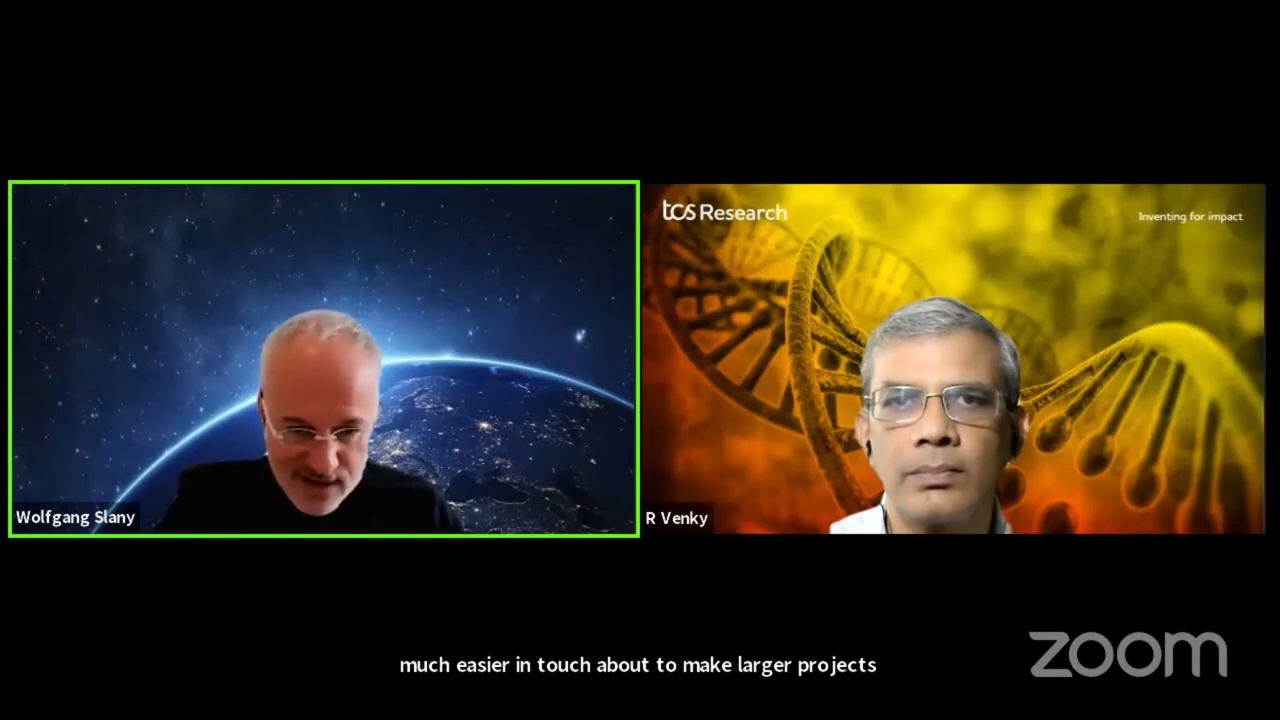 tcs Research
Inventing for impact
Wolfgang Slany
R Venky
much easier in touch about to make larger projects
zoom